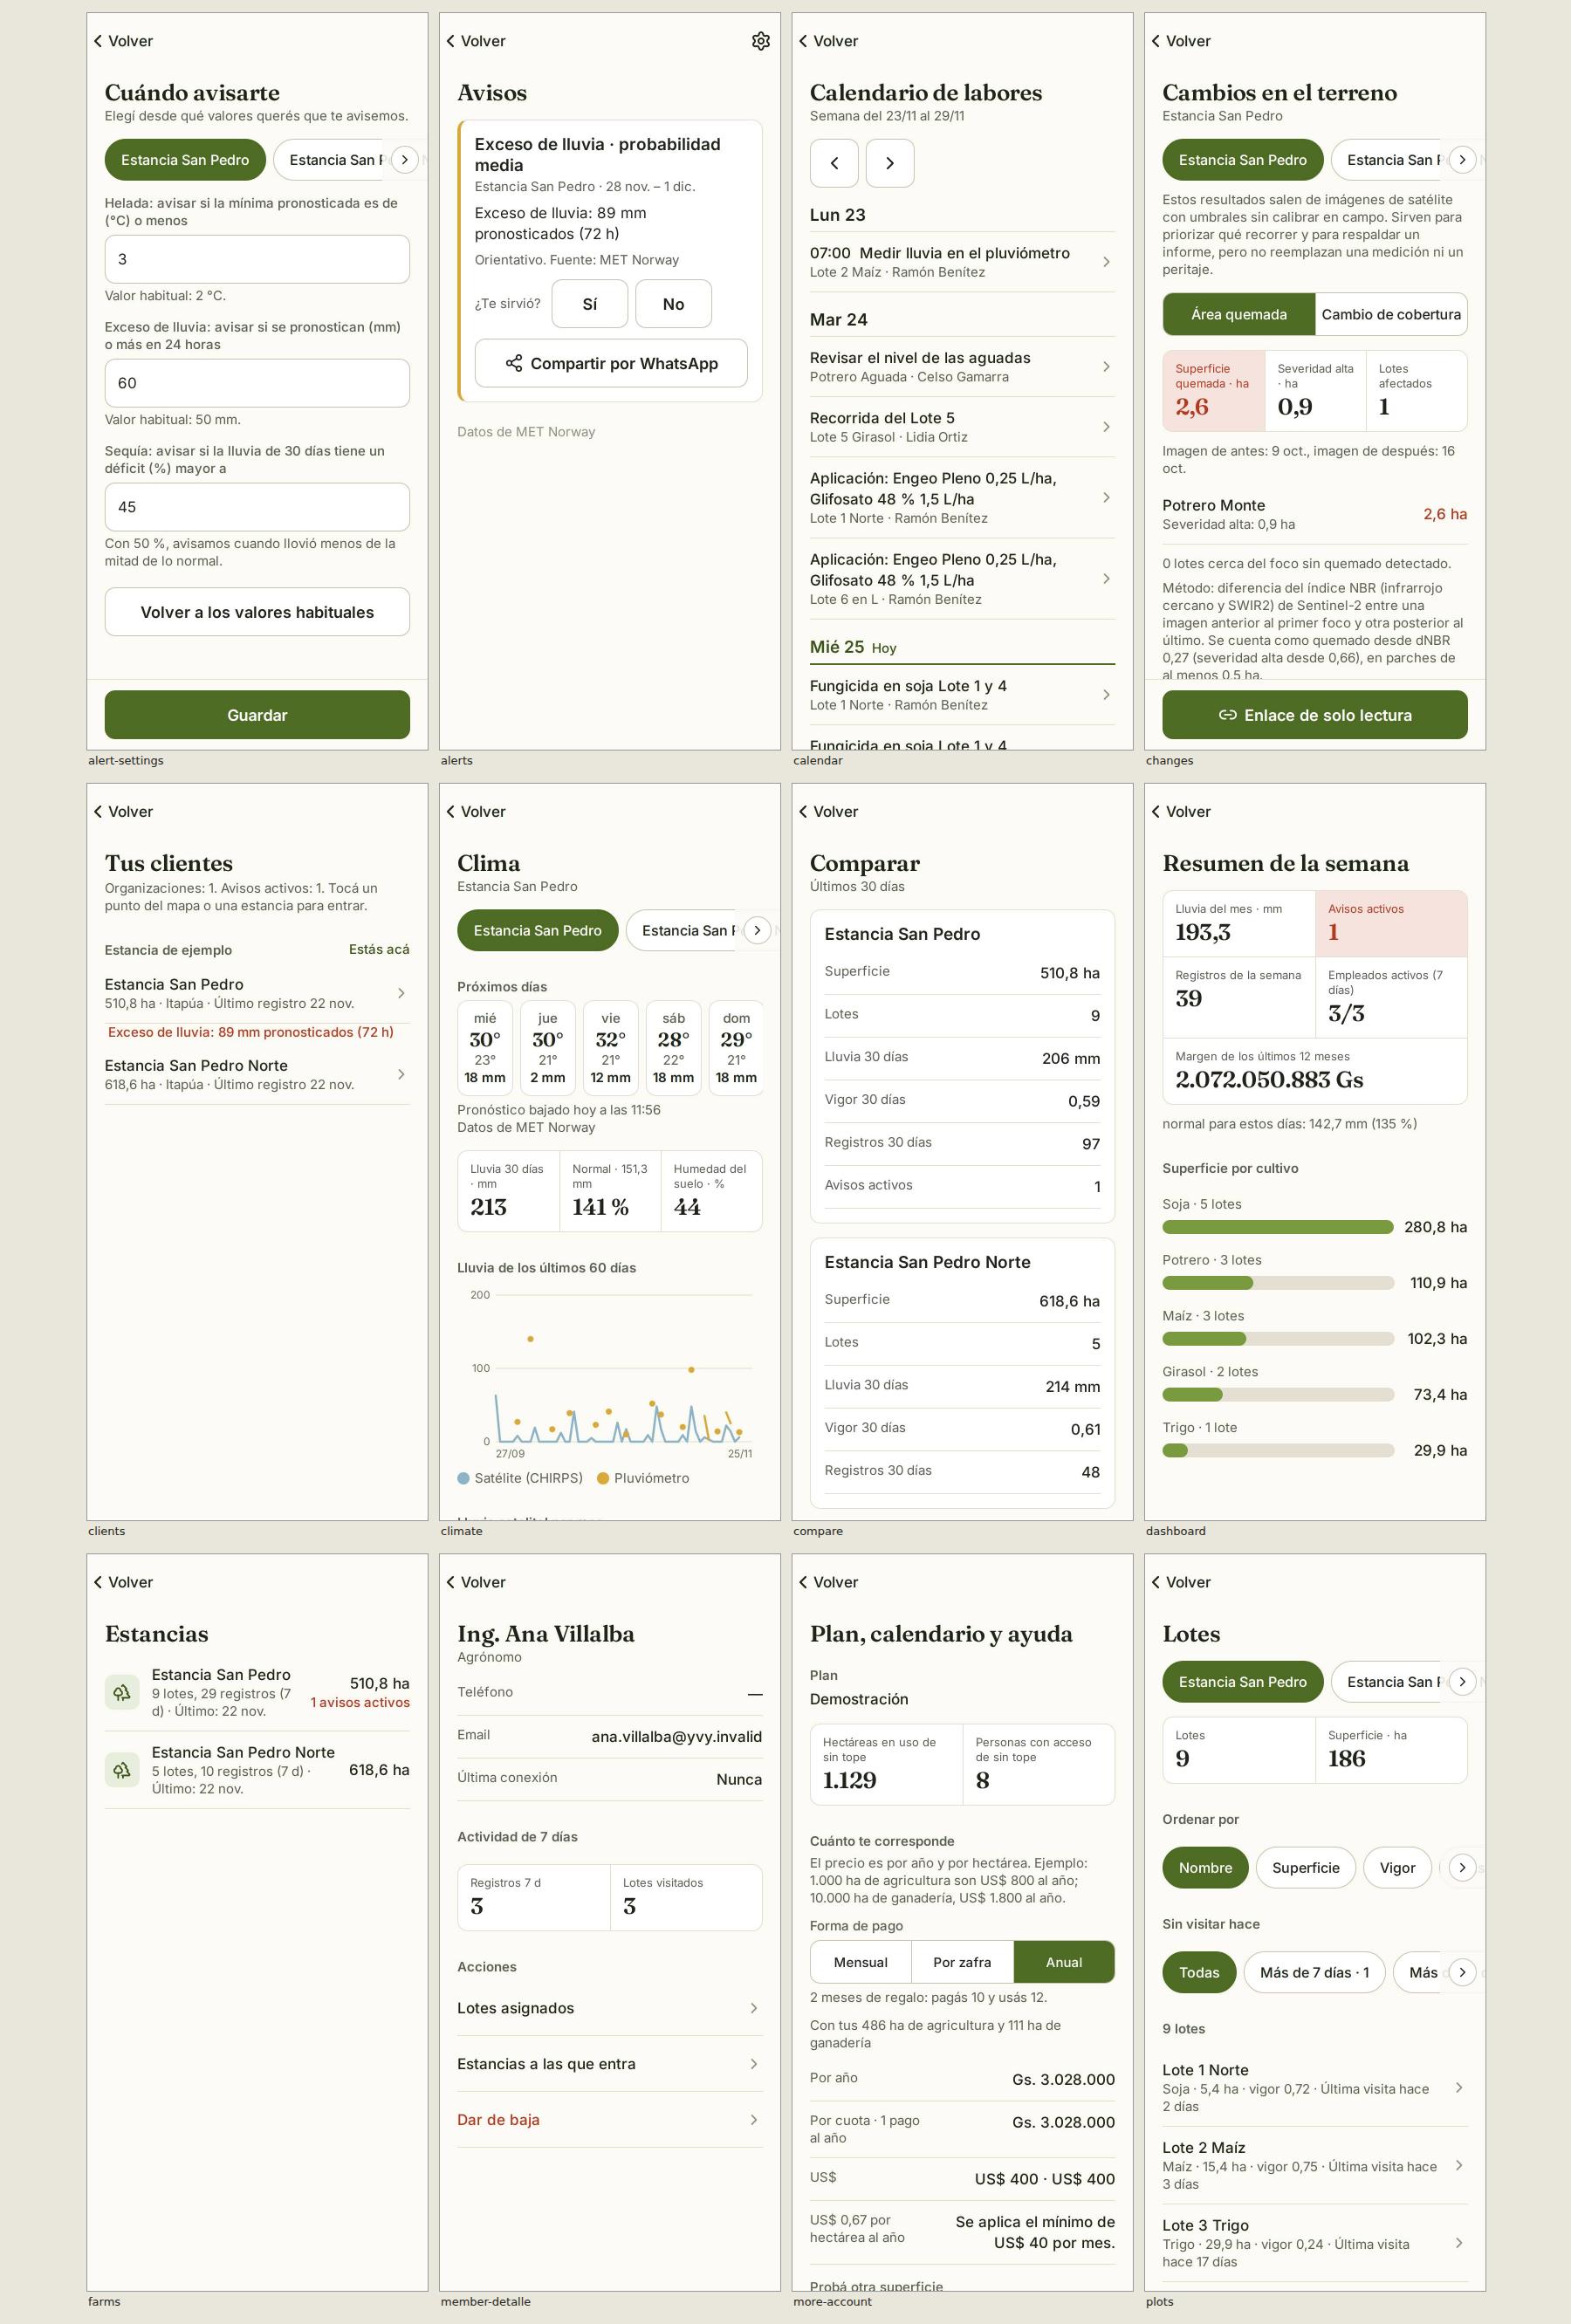 Volver
Cuándo avisarte
Elegí desde qué valores querés que te avisemos.
Estancia San Pedro
Estancia San P
Helada: avisar si la mínima pronosticada es de
(°C) o menos
3
Valor habitual: 2 °C.
Exceso de lluvia: avisar si se pronostican (mm)
o más en 24 horas
60
Valor habitual: 50 mm.
Sequía: avisar si la lluvia de 30 días tiene un
déficit (%) mayor a
45
Con 50 %, avisamos cuando llovió menos de la
mitad de lo normal.
Volver a los valores habituales
Guardar
alert-settings
Volver
Avisos
Exceso de lluvia · probabilidad
media
Estancia San Pedro · 28 nov. – 1 dic.
Exceso de lluvia: 89 mm
pronosticados (72 h)
Orientativo. Fuente: MET Norway
¿Te sirvió?
Sí
No
Compartir por WhatsApp
Datos de MET Norway
alerts
Volver
Calendario de labores
Semana del 23/11 al 29/11
Lun 23
07:00 Medir lluvia en el pluviómetro
Lote 2 Maíz · Ramón Benítez
Mar 24
Revisar el nivel de las aguadas
Potrero Aguada · Celso Gamarra
Recorrida del Lote 5
Lote 5 Girasol · Lidia Ortiz
Aplicación: Engeo Pleno 0,25 L/ha,
Glifosato 48 % 1,5 L/ha
Lote 1 Norte · Ramón Benítez
Aplicación: Engeo Pleno 0,25 L/ha,
Glifosato 48 % 1,5 L/ha
Lote 6 en L · Ramón Benítez
Mié 25 Hoy
Fungicida en soja Lote 1 y 4
Lote 1 Norte · Ramón Benítez
Fungicida en soja Lote 1 y 4
calendar
Volver
Cambios en el terreno
Estancia San Pedro
Estancia San Pedro
Estancia San P
Estos resultados salen de imágenes de satélite
con umbrales sin calibrar en campo. Sirven para
priorizar qué recorrer y para respaldar un
informe, pero no reemplazan una medición ni un
peritaje.
Área quemada
Cambio de cobertura
Superficie
quemada · ha
2,6
Severidad alta
· ha
0,9
Lotes
afectados
1
Imagen de antes: 9 oct., imagen de después: 16
oct.
Potrero Monte
Severidad alta: 0,9 ha
2,6 ha
0 lotes cerca del foco sin quemado detectado.
Método: diferencia del índice NBR (infrarrojo
cercano y SWIR2) de Sentinel-2 entre una
imagen anterior al primer foco y otra posterior al
último. Se cuenta como quemado desde dNBR
0,27 (severidad alta desde 0,66), en parches de
al menos 0,5 ha.
Enlace de solo lectura
changes
Volver
Tus clientes
Organizaciones: 1. Avisos activos: 1. Tocá un
punto del mapa o una estancia para entrar.
Estancia de ejemplo
Estás acá
Estancia San Pedro
510,8 ha · Itapúa · Último registro 22 nov.
Exceso de lluvia: 89 mm pronosticados (72 h)
Estancia San Pedro Norte
618,6 ha · Itapúa · Último registro 22 nov.
clients
Volver
Clima
Estancia San Pedro
Estancia San Pedro
Estancia San P
Próximos días
mié
30°
23°
18 mm
jue
30°
21°
2 mm
vie
32°
21°
12 mm
sáb
28°
22°
18 mm
dom
29°
21°
18 mm
Pronóstico bajado hoy a las 11:56
Datos de MET Norway
Lluvia 30 días
· mm
213
Normal · 151,3
mm
141 %
Humedad del
suelo · %
44
Lluvia de los últimos 60 días
200
100
0
27/09
25/11
Satélite (CHIRPS)
Pluviómetro
climate
Volver
Comparar
Últimos 30 días
Estancia San Pedro
Superficie 510,8 ha
Lotes 9
Lluvia 30 días 206 mm
Vigor 30 días 0,59
Registros 30 días 97
Avisos activos 1
Estancia San Pedro Norte
Superficie 618,6 ha
Lotes 5
Lluvia 30 días 214 mm
Vigor 30 días 0,61
Registros 30 días 48
compare
Volver
Resumen de la semana
Lluvia del mes · mm
193,3
Avisos activos
1
Registros de la semana
39
Empleados activos (7
días)
3/3
Margen de los últimos 12 meses
2.072.050.883 Gs
normal para estos días: 142,7 mm (135 %)
Superficie por cultivo
Soja · 5 lotes
280,8 ha
Potrero · 3 lotes
110,9 ha
Maíz · 3 lotes
102,3 ha
Girasol · 2 lotes
73,4 ha
Trigo · 1 lote
29,9 ha
dashboard
Volver
Estancias
Estancia San Pedro
9 lotes, 29 registros (7
d) · Último: 22 nov.
510,8 ha
1 avisos activos
Estancia San Pedro Norte
5 lotes, 10 registros (7 d) ·
Último: 22 nov.
618,6 ha
farms
Volver
Ing. Ana Villalba
Agrónomo
Teléfono —
Email ana.villalba@yvy.invalid
Última conexión Nunca
Actividad de 7 días
Registros 7 d
3
Lotes visitados
3
Acciones
Lotes asignados
Estancias a las que entra
Dar de baja
member-detalle
Volver
Plan, calendario y ayuda
Plan
Demostración
Hectáreas en uso de
sin tope
1.129
Personas con acceso
de sin tope
8
Cuánto te corresponde
El precio es por año y por hectárea. Ejemplo:
1.000 ha de agricultura son US$ 800 al año;
10.000 ha de ganadería, US$ 1.800 al año.
Forma de pago
Mensual
Por zafra
Anual
2 meses de regalo: pagás 10 y usás 12.
Con tus 486 ha de agricultura y 111 ha de
ganadería
Por año Gs. 3.028.000
Por cuota · 1 pago
al año
Gs. 3.028.000
US$ US$ 400 · US$ 400
US$ 0,67 por
hectárea al año
Se aplica el mínimo de
US$ 40 por mes.
Probá otra superficie
more-account
Volver
Lotes
Estancia San Pedro
Estancia San P
Lotes
9
Superficie · ha
186
Ordenar por
Nombre
Superficie
Vigor
Sin visitar hace
Todas
Más de 7 días · 1
Más
9 lotes
Lote 1 Norte
Soja · 5,4 ha · vigor 0,72 · Última visita hace
2 días
Lote 2 Maíz
Maíz · 15,4 ha · vigor 0,75 · Última visita hace
3 días
Lote 3 Trigo
Trigo · 29,9 ha · vigor 0,24 · Última visita
hace 17 días
plots